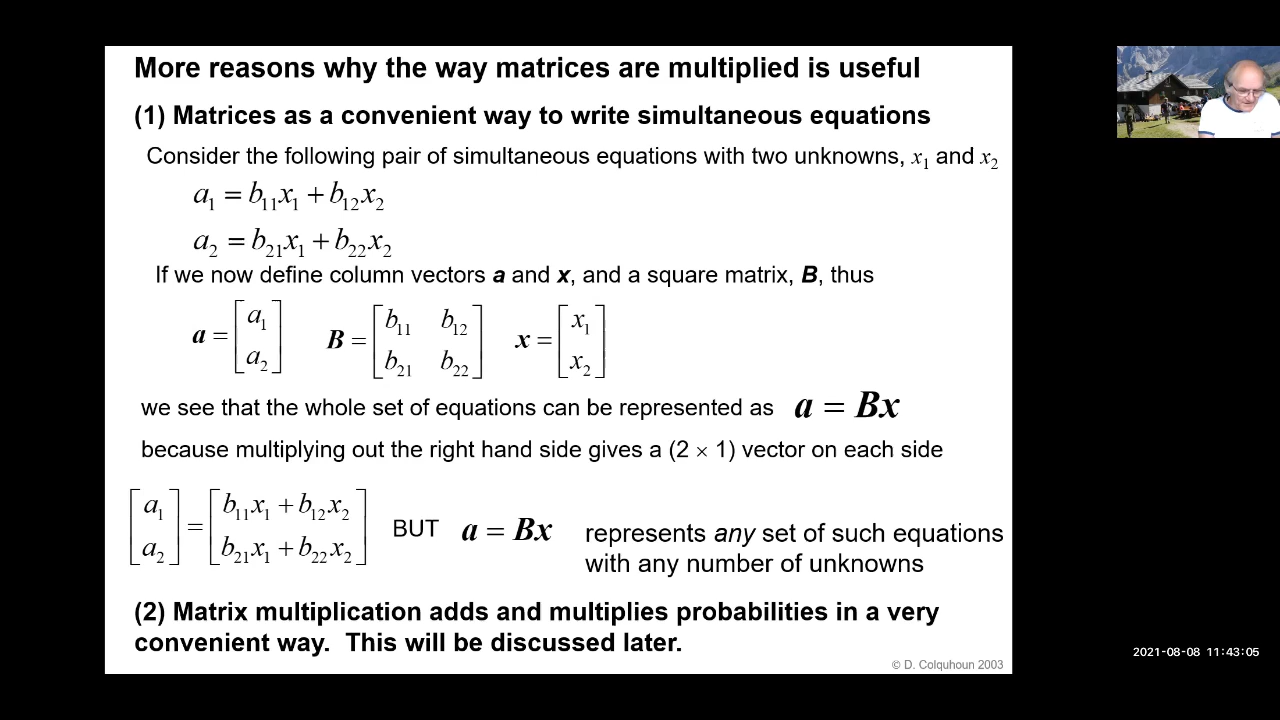 More reasons why the way matrices are multiplied is useful
(1) Matrices as a convenient way to write simultaneous equations
Consider the following pair of simultaneous equations with two unknowns, x₁ and x₂
a₁ = b₁₁x₁ + b₁₂x₂
a₂ = b₂₁x₁ + b₂₂x₂
If we now define column vectors a and x, and a square matrix, B, thus
a = [a₁ a₂] B = [b₁₁ b₁₂ b₂₁ b₂₂] x = [x₁ x₂]
we see that the whole set of equations can be represented as a = Bx
because multiplying out the right hand side gives a (2 × 1) vector on each side
[a₁ a₂] = [b₁₁x₁ + b₁₂x₂ b₂₁x₁ + b₂₂x₂] BUT a = Bx represents any set of such equations
with any number of unknowns
(2) Matrix multiplication adds and multiplies probabilities in a very
convenient way. This will be discussed later.
© D. Colquhoun 2003
2021-08-08 11:43:05